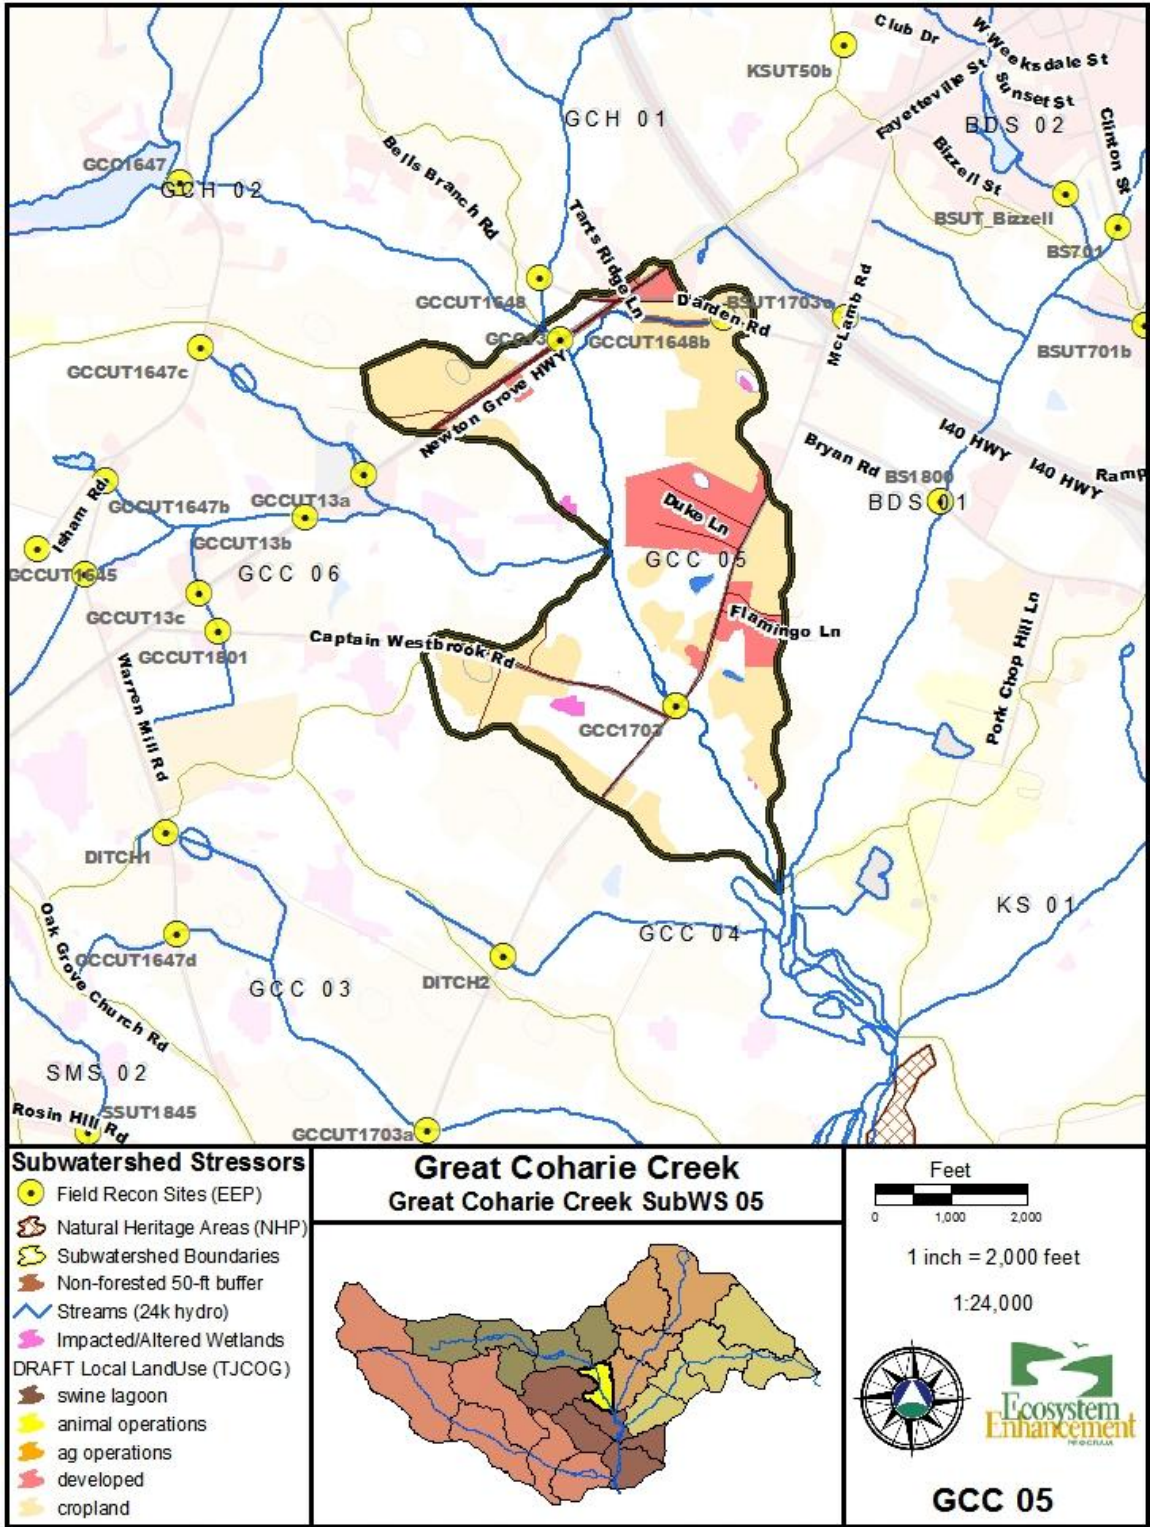 Club Dr
W Weeksdale St
KSUT50b
Sunset St
Fayetteville St
GCH 01
BDS 02
Clinton St
Bells Branch Rd
Bizzell St
GCC1647
GCH 02
Tarts Ridge Ln
BSUT_Bizzell
BS701
McLamb Rd
GCCUT1648
Darden Rd
BSUT1703a
GCCUT1648b
BSUT701b
GCCUT1647c
Newton Grove HWY
I40 HWY
Bryan Rd
I40 HWY
Ramp
BS1800
BDS 01
Isham Rd
GCCUT13a
GCCUT1647b
Duke Ln
GCCUT13b
GCC 05
GCCUT1645
GCC 06
GCCUT13c
Flamingo Ln
Captain Westbrook Rd
GCCUT1801
Pork Chop Hill Ln
Warren Mill Rd
GCC1703
DITCH1
KS 01
Oak Grove Church Rd
GCC 04
GCCUT1647d
DITCH2
GCC 03
SMS 02
SSUT1845
Rosin Hill Rd
GCCUT1703a
Subwatershed Stressors
Field Recon Sites (EEP)
Natural Heritage Areas (NHP)
Subwatershed Boundaries
Non-forested 50-ft buffer
Streams (24k hydro)
Impacted/Altered Wetlands
DRAFT Local LandUse (TJCOG)
swine lagoon
animal operations
ag operations
developed
cropland
Great Coharie Creek
Great Coharie Creek SubWS 05
Feet
0 1,000 2,000
1 inch = 2,000 feet
1:24,000
Ecosystem
Enhancement
PROGRAM
GCC 05